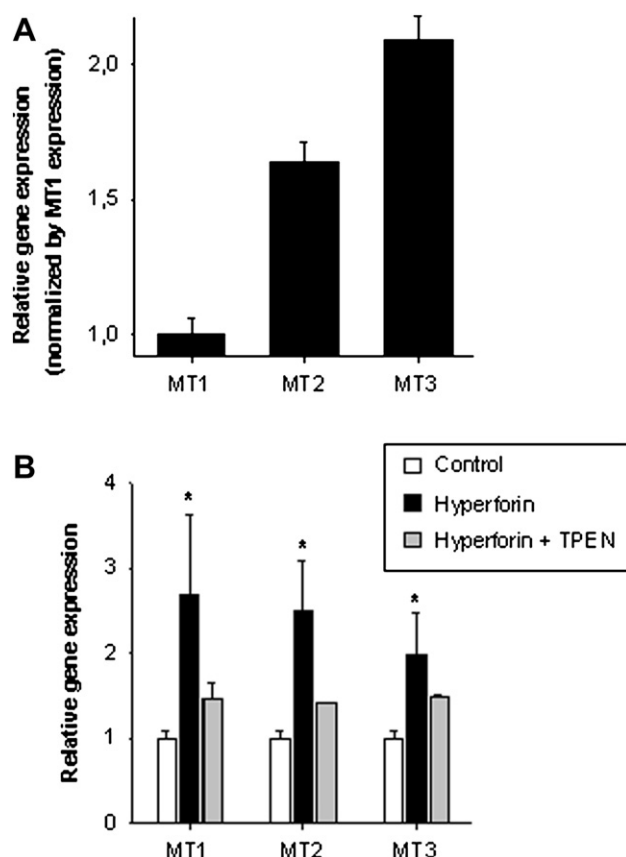 A
Relative gene expression
(normalized by MT1 expression)
2,0
1,5
1,0
MT1 MT2 MT3
B
Control
Hyperforin
Hyperforin + TPEN
Relative gene expression
4
3
2
1
0
* * *
MT1 MT2 MT3